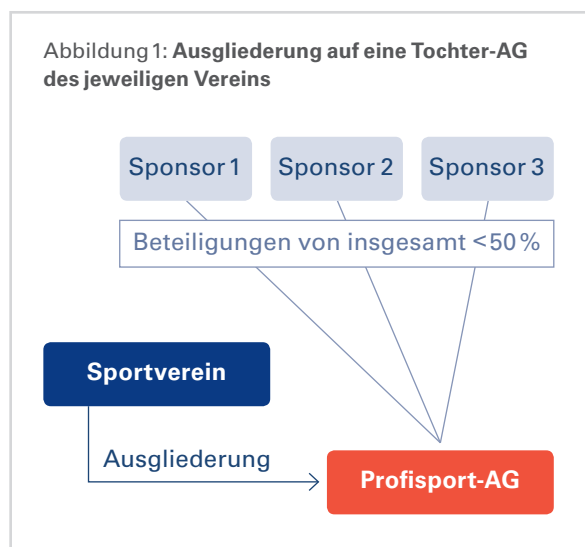 Abbildung 1: Ausgliederung auf eine Tochter-AG
des jeweiligen Vereins
Sponsor 1
Sponsor 2
Sponsor 3
Beteiligungen von insgesamt <50 %
Sportverein
Ausgliederung
Profisport-AG